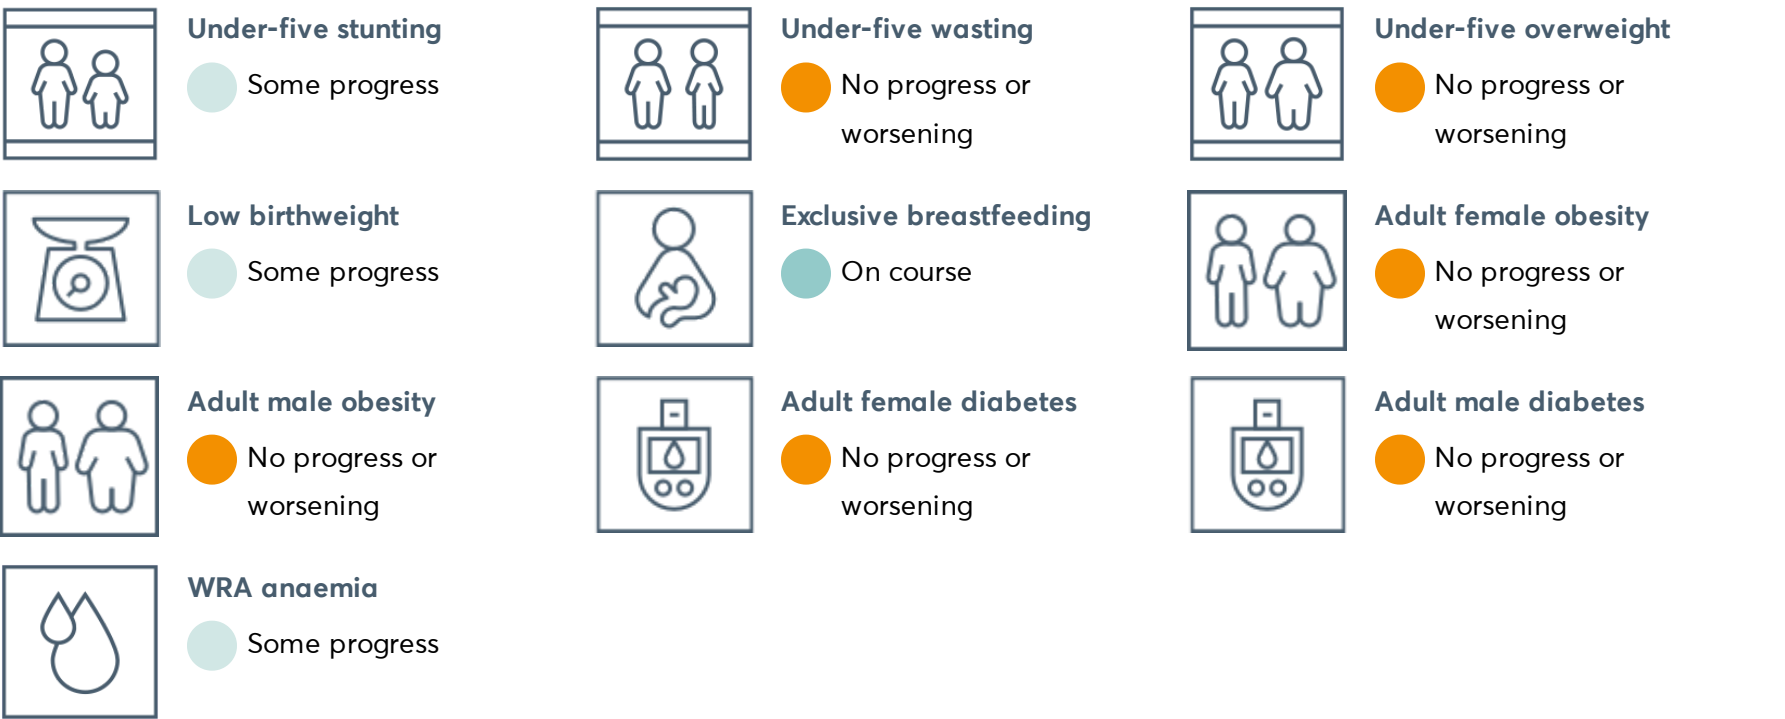 Under-five stunting
Some progress
Under-five wasting
No progress or
worsening
Under-five overweight
No progress or
worsening
Low birthweight
Some progress
Exclusive breastfeeding
On course
Adult female obesity
No progress or
worsening
Adult male obesity
No progress or
worsening
Adult female diabetes
No progress or
worsening
Adult male diabetes
No progress or
worsening
WRA anaemia
Some progress